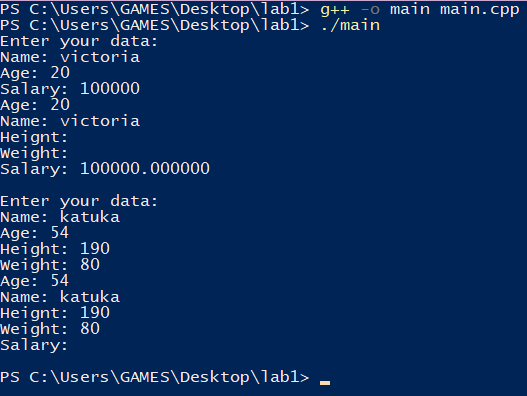 PS C:\Users\GAMES\Desktop\lab1> g++ -o main main.cpp
PS C:\Users\GAMES\Desktop\lab1> ./main
Enter your data:
Name: victoria
Age: 20
Salary: 100000
Age: 20
Name: victoria
Heignt:
Weight:
Salary: 100000.000000
Enter your data:
Name: katuka
Age: 54
Height: 190
Weight: 80
Age: 54
Name: katuka
Heignt: 190
Weight: 80
Salary:
PS C:\Users\GAMES\Desktop\lab1>